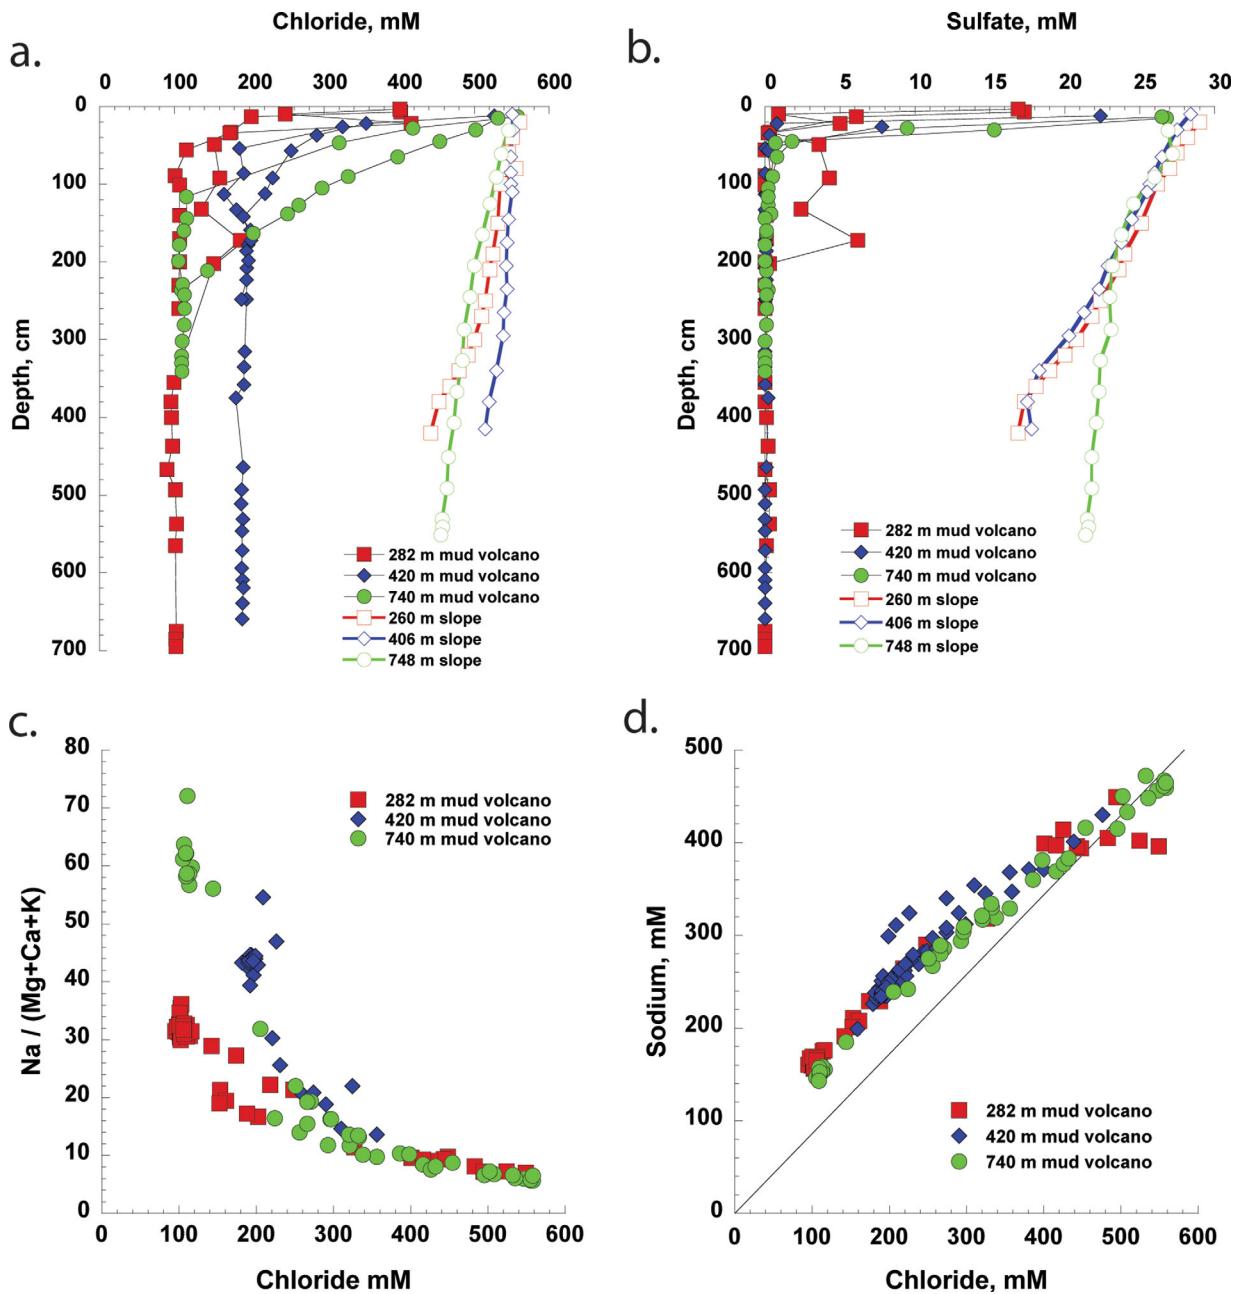 Chloride, mM
a.
0 100 200 300 400 500 600
0
100
200
300
400
500
600
700
Depth, cm
282 m mud volcano
420 m mud volcano
740 m mud volcano
260 m slope
406 m slope
748 m slope
Sulfate, mM
b.
0 5 10 15 20 25 30
0
100
200
300
400
500
600
700
Depth, cm
282 m mud volcano
420 m mud volcano
740 m mud volcano
260 m slope
406 m slope
748 m slope
c.
80
70
60
50
40
30
20
10
0
Na / (Mg+Ca+K)
282 m mud volcano
420 m mud volcano
740 m mud volcano
0 100 200 300 400 500 600
Chloride mM
d.
500
400
300
200
100
0
Sodium, mM
282 m mud volcano
420 m mud volcano
740 m mud volcano
0 100 200 300 400 500 600
Chloride, mM